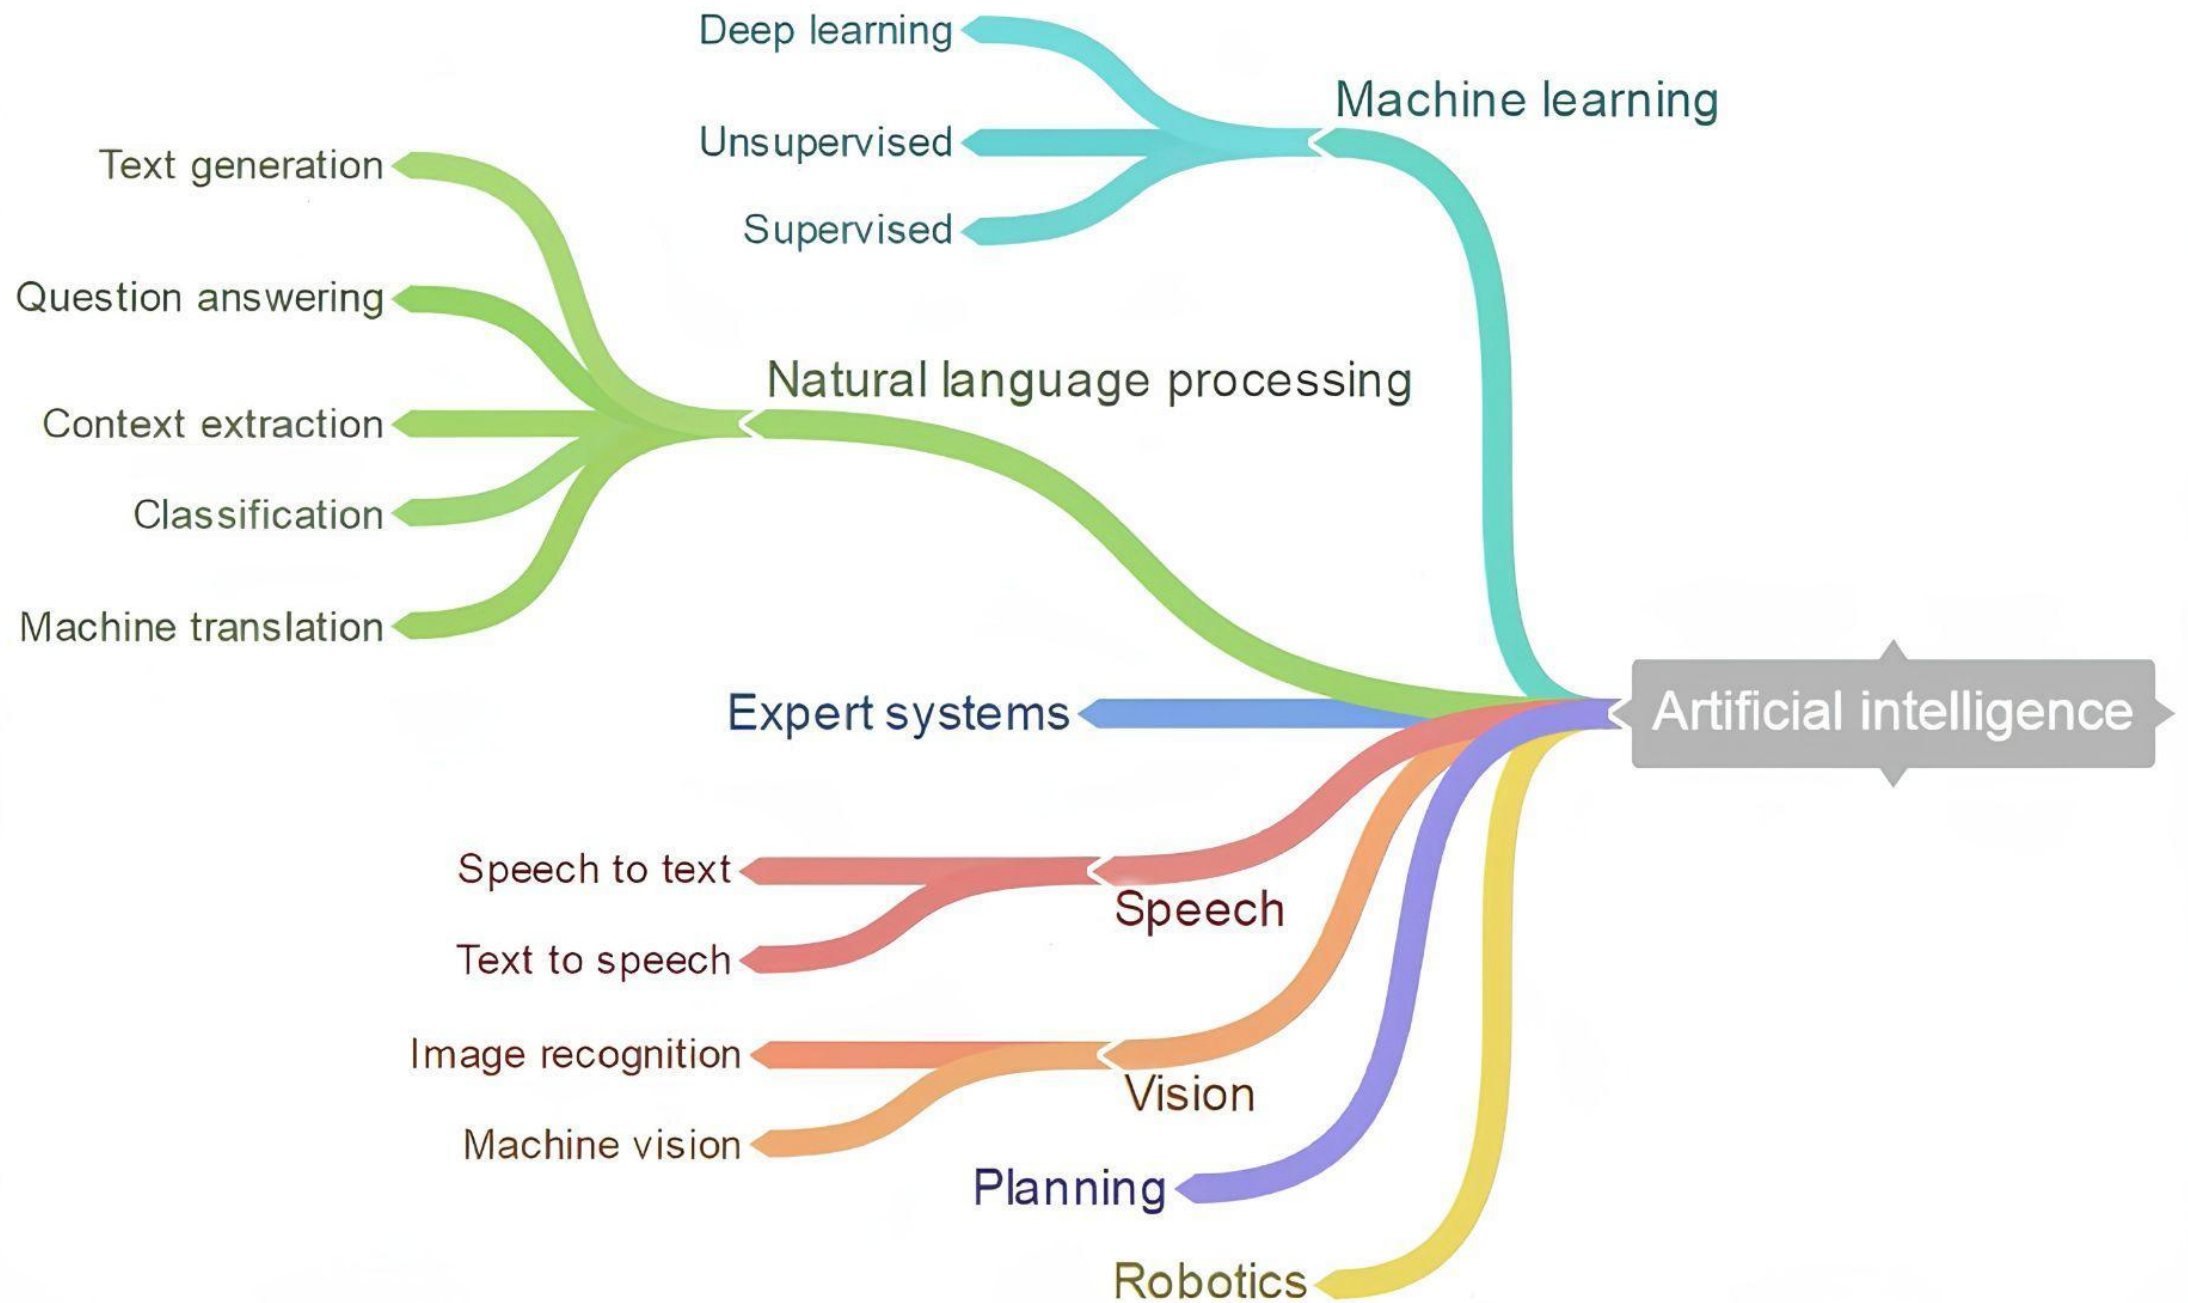 Deep learning
Machine learning
Unsupervised
Supervised
Text generation
Question answering
Natural language processing
Context extraction
Classification
Machine translation
Expert systems
Artificial intelligence
Speech to text
Speech
Text to speech
Image recognition
Vision
Machine vision
Planning
Robotics